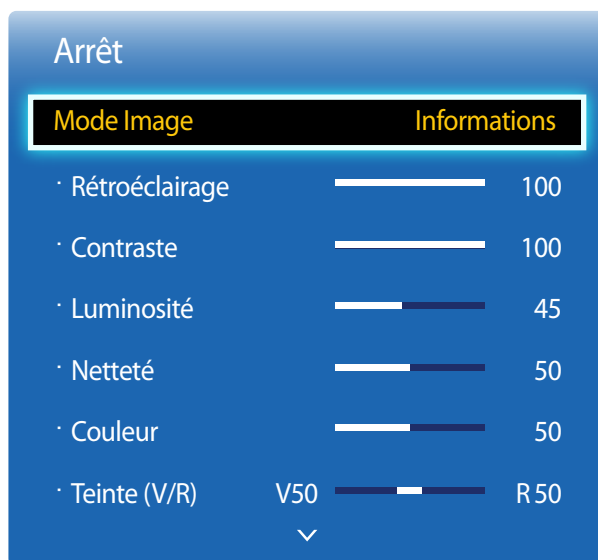 Arrêt
Mode Image Informations
· Rétroéclairage 100
· Contraste 100
· Luminosité 45
· Netteté 50
· Couleur 50
· Teinte (V/R) V50 R50